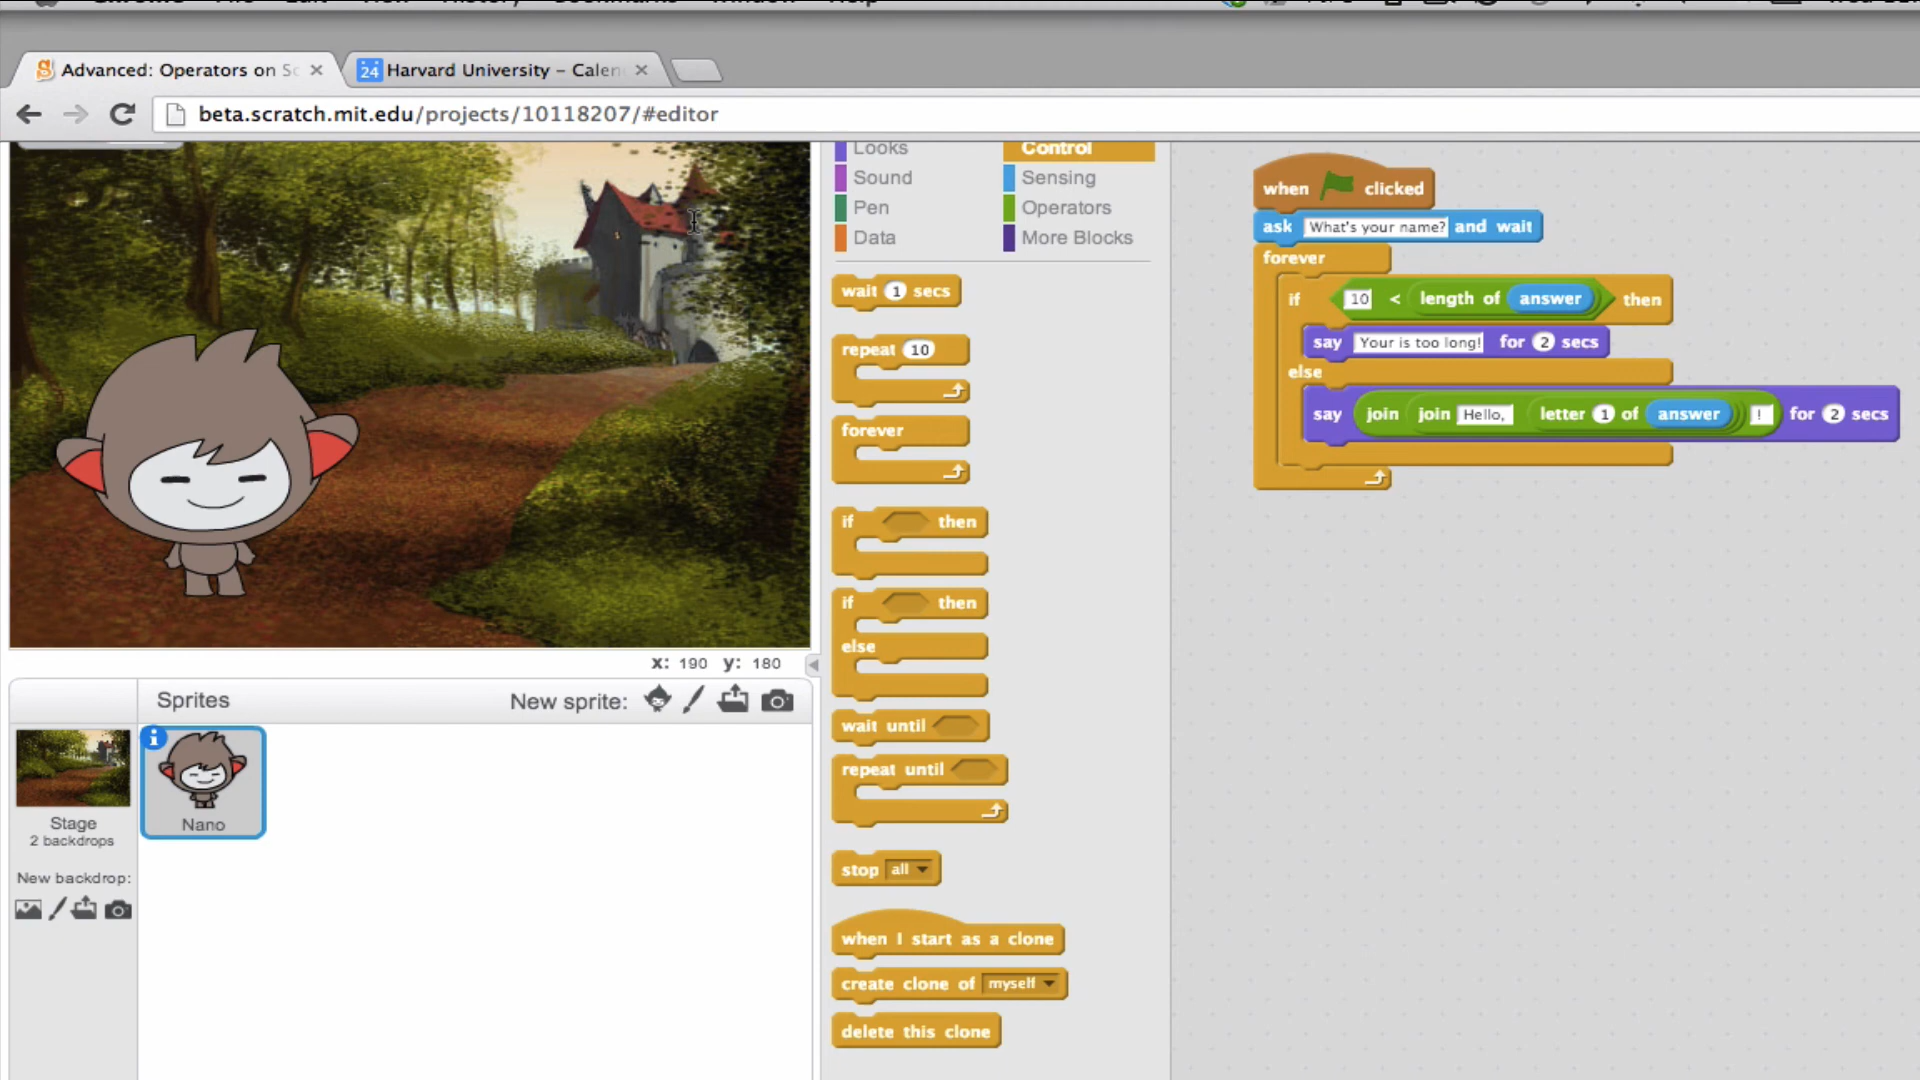 Advanced: Operators on Sc
24 Harvard University – Calen
beta.scratch.mit.edu/projects/10118207/#editor
Looks
Control
Sound
Sensing
Pen
Operators
Data
More Blocks
wait 1 secs
repeat 10
forever
if then
if then
else
wait until
repeat until
stop all
when I start as a clone
create clone of myself
delete this clone
when clicked
ask What's your name? and wait
forever
if 10 < length of answer then
say Your is too long! for 2 secs
else
say join join Hello, letter 1 of answer ! for 2 secs
x: 190 y: 180
Sprites
New sprite:
Stage
2 backdrops
New backdrop:
Nano